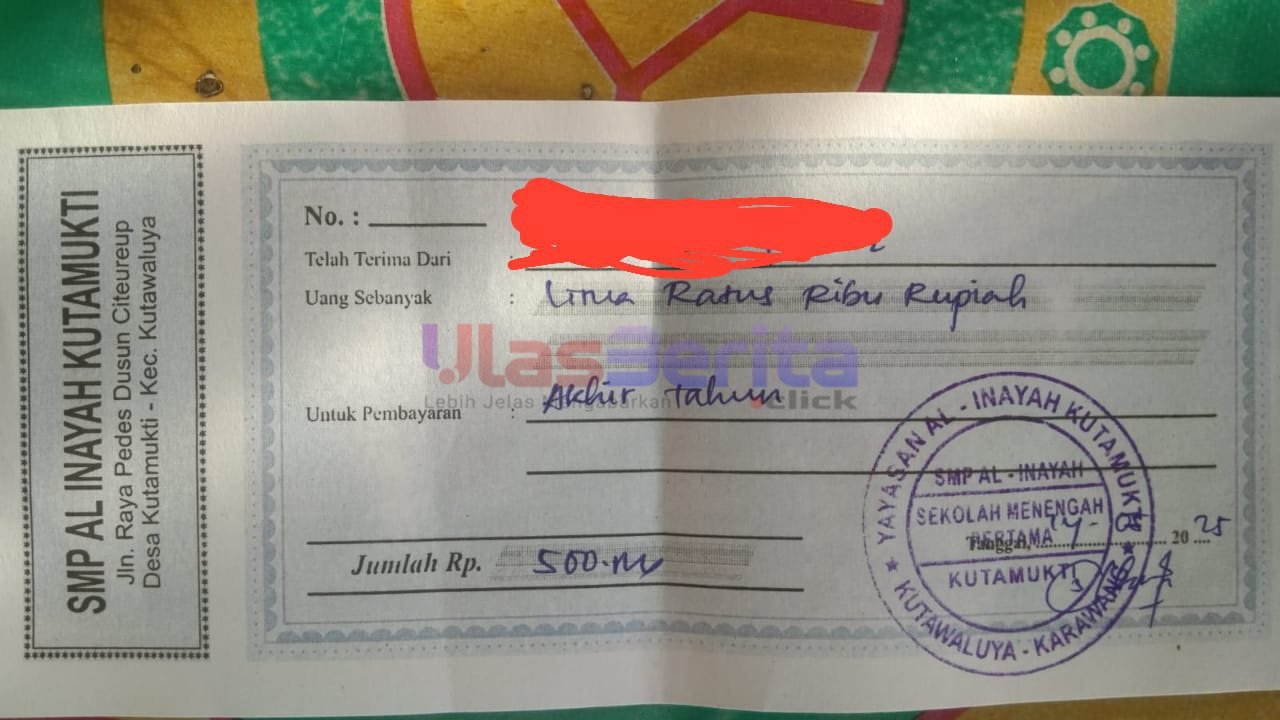 SMP AL INAYAH KUTAMUKTI
Jln. Raya Pedes Dusun Citeureup
Desa Kutamukti - Kec. Kutawaluya
No. :
Telah Terima Dari :
Uang Sebanyak : Lima Ratus Ribu Rupiah
UlasBerita
Lebih Jelas Mengabarkan .click
Untuk Pembayaran : Akhir tahun
YAYASAN AL - INAYAH KUTAMUKTI
SMP AL - INAYAH
SEKOLAH MENENGAH
PERTAMA
Tanggal, 20 25
KUTAMUKTI
KUTAWALUYA - KARAWANG
Jumlah Rp. 500.